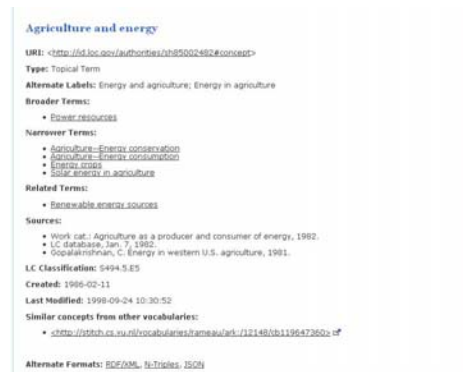 Agriculture and energy
URI: <http://id.loc.gov/authorities/sh85002482#concept>
Type: Topical Term
Alternate Labels: Energy and agriculture; Energy in agriculture
Broader Terms:
• Power resources
Narrower Terms:
• Agriculture--Energy conservation
• Agriculture--Energy consumption
• Energy crops
• Solar energy in agriculture
Related Terms:
• Renewable energy sources
Sources:
• Work cat.: Agriculture as a producer and consumer of energy, 1982.
• LC database, Jan. 7, 1982.
• Gopalakrishnan, C. Energy in western U.S. agriculture, 1981.
LC Classification: S494.5.E5
Created: 1986-02-11
Last Modified: 1998-09-24 10:30:52
Similar concepts from other vocabularies:
• <http://stitch.cs.vu.nl/vocabularies/rameau/ark:/12148/cb119647360>
Alternate Formats: RDF/XML, N-Triples, JSON